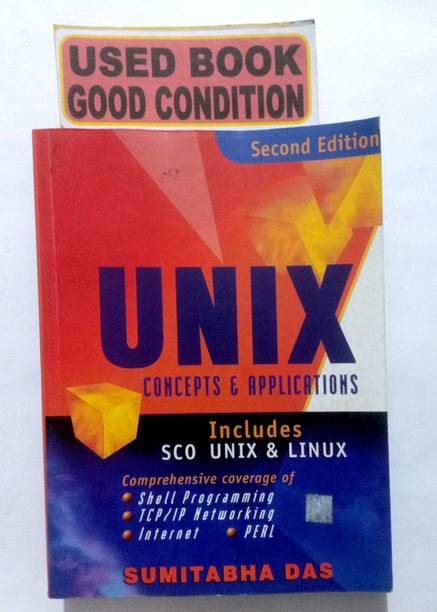 USED BOOK
GOOD CONDITION
Second Edition
UNIX
CONCEPTS & APPLICATIONS
Includes
SCO UNIX & LINUX
Comprehensive coverage of
Shell Programming
TCP/IP Networking
Internet PERL
SUMITABHA DAS